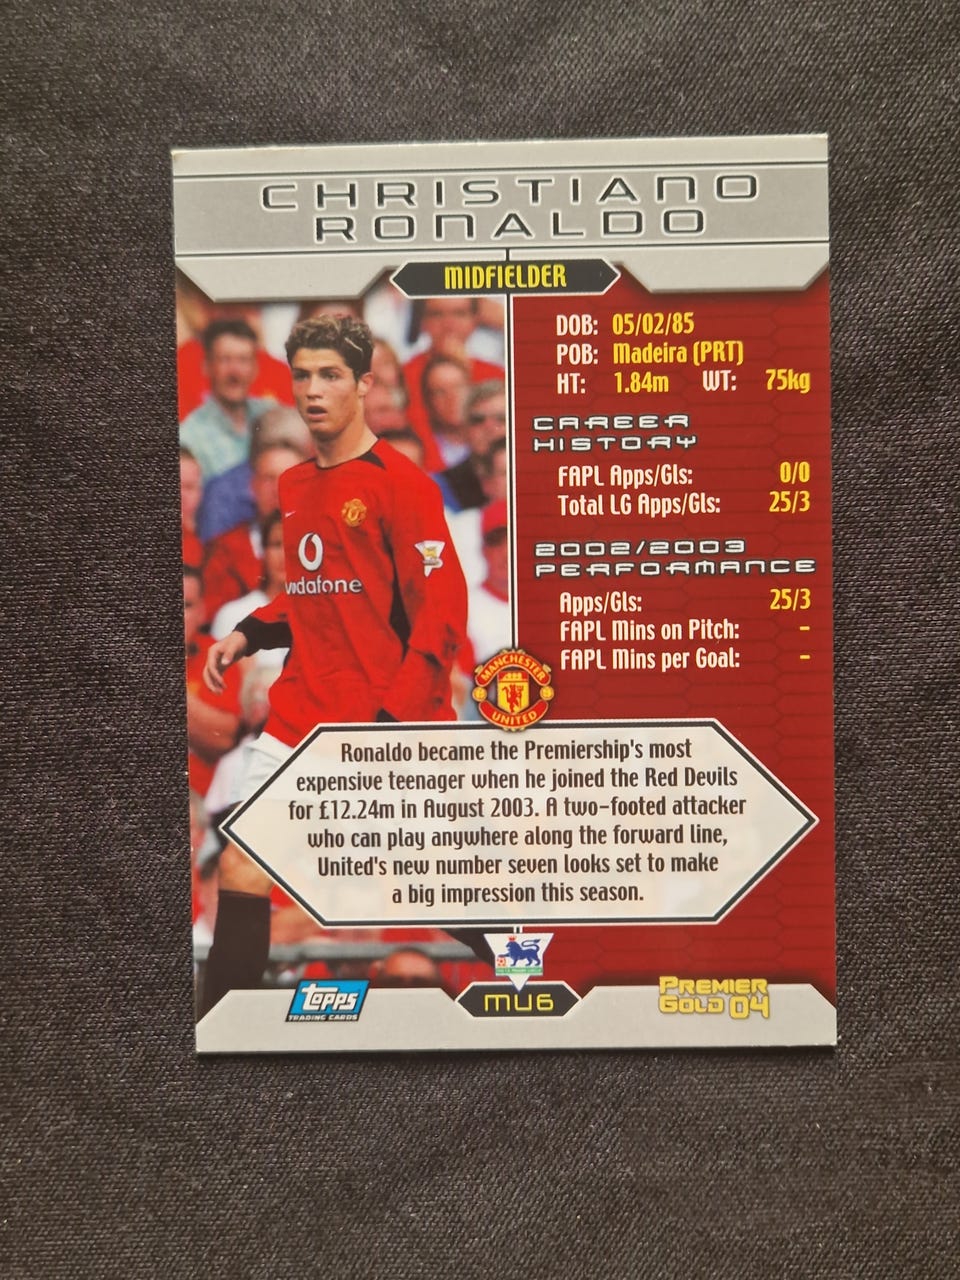 CHRISTIANO
RONALDO
MIDFIELDER
DOB: 05/02/85
POB: Madeira (PRT)
HT: 1.84m WT: 75kg
CAREER
HISTORY
FAPL Apps/Gls: 0/0
Total LG Apps/Gls: 25/3
2002/2003
PERFORMANCE
Apps/Gls: 25/3
FAPL Mins on Pitch: -
FAPL Mins per Goal: -
vodafone
MANCHESTER
UNITED
Ronaldo became the Premiership's most
expensive teenager when he joined the Red Devils
for £12.24m in August 2003. A two-footed attacker
who can play anywhere along the forward line,
United's new number seven looks set to make
a big impression this season.
Topps
TRADING CARDS
MU6
PREMIER
GOLD 04